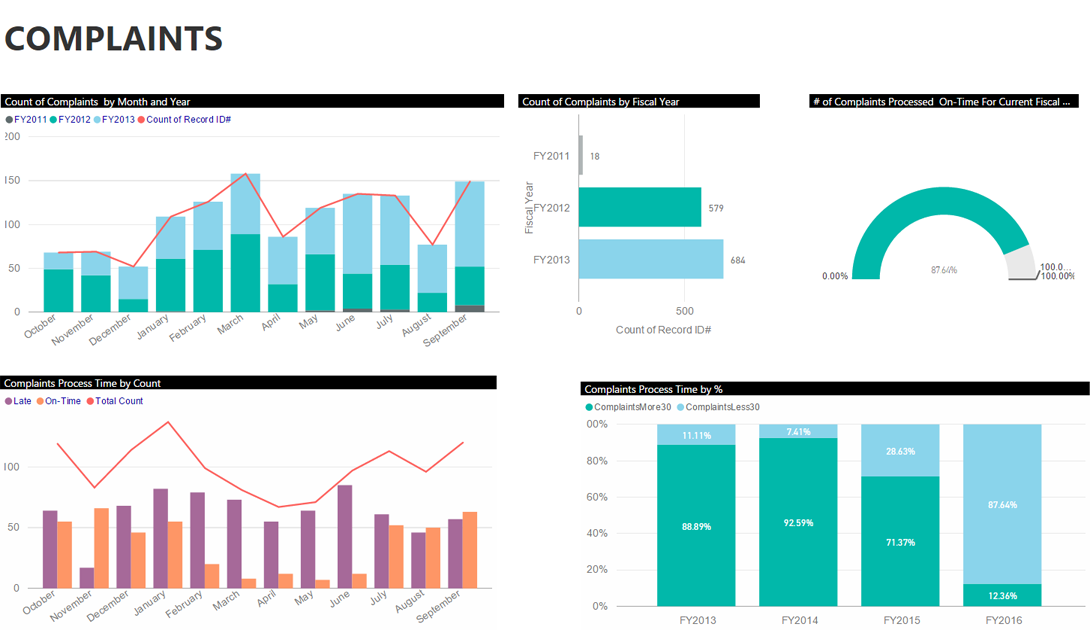 COMPLAINTS
Count of Complaints by Month and Year
FY2011 FY2012 FY2013 Count of Record ID#
200
150
100
50
0
October November December January February March April May June July August September
Count of Complaints by Fiscal Year
Fiscal Year
FY2011 18
FY2012 579
FY2013 684
0 500
Count of Record ID#
# of Complaints Processed On-Time For Current Fiscal ...
0.00% 87.64% 100.0...
100.00%
Complaints Process Time by Count
Late On-Time Total Count
100
50
0
October November December January February March April May June July August September
Complaints Process Time by %
ComplaintsMore30 ComplaintsLess30
00%
80%
60%
40%
20%
0%
11.11% 7.41% 28.63% 87.64%
88.89% 92.59% 71.37% 12.36%
FY2013 FY2014 FY2015 FY2016